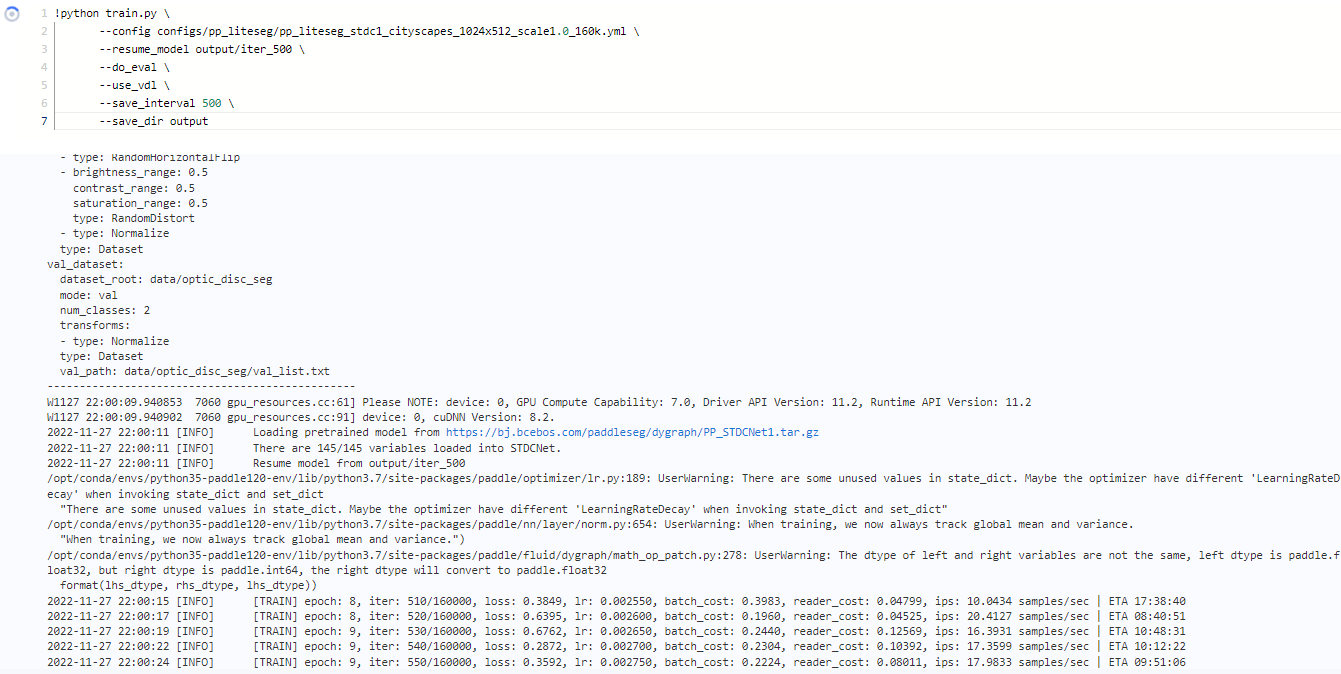 1 !python train.py \
2 --config configs/pp_liteseg/pp_liteseg_stdc1_cityscapes_1024x512_scale1.0_160k.yml \
3 --resume_model output/iter_500 \
4 --do_eval \
5 --use_vdl \
6 --save_interval 500 \
7 --save_dir output
- type: RandomHorizontalFlip
- brightness_range: 0.5
contrast_range: 0.5
saturation_range: 0.5
type: RandomDistort
- type: Normalize
type: Dataset
val_dataset:
dataset_root: data/optic_disc_seg
mode: val
num_classes: 2
transforms:
- type: Normalize
type: Dataset
val_path: data/optic_disc_seg/val_list.txt
------------------------------------------------
W1127 22:00:09.940853  7060 gpu_resources.cc:61] Please NOTE: device: 0, GPU Compute Capability: 7.0, Driver API Version: 11.2, Runtime API Version: 11.2
W1127 22:00:09.940902  7060 gpu_resources.cc:91] device: 0, cuDNN Version: 8.2.
2022-11-27 22:00:11 [INFO]	Loading pretrained model from https://bj.bcebos.com/paddleseg/dygraph/PP_STDCNet1.tar.gz
2022-11-27 22:00:11 [INFO]	There are 145/145 variables loaded into STDCNet.
2022-11-27 22:00:11 [INFO]	Resume model from output/iter_500
/opt/conda/envs/python35-paddle120-env/lib/python3.7/site-packages/paddle/optimizer/lr.py:189: UserWarning: There are some unused values in state_dict. Maybe the optimizer have different 'LearningRateD
ecay' when invoking state_dict and set_dict
"There are some unused values in state_dict. Maybe the optimizer have different 'LearningRateDecay' when invoking state_dict and set_dict"
/opt/conda/envs/python35-paddle120-env/lib/python3.7/site-packages/paddle/nn/layer/norm.py:654: UserWarning: When training, we now always track global mean and variance.
"When training, we now always track global mean and variance.")
/opt/conda/envs/python35-paddle120-env/lib/python3.7/site-packages/paddle/fluid/dygraph/math_op_patch.py:278: UserWarning: The dtype of left and right variables are not the same, left dtype is paddle.f
loat32, but right dtype is paddle.int64, the right dtype will convert to paddle.float32
format(lhs_dtype, rhs_dtype, lhs_dtype))
2022-11-27 22:00:15 [INFO]	[TRAIN] epoch: 8, iter: 510/160000, loss: 0.3849, lr: 0.002550, batch_cost: 0.3983, reader_cost: 0.04799, ips: 10.0434 samples/sec | ETA 17:38:40
2022-11-27 22:00:17 [INFO]	[TRAIN] epoch: 8, iter: 520/160000, loss: 0.6395, lr: 0.002600, batch_cost: 0.1960, reader_cost: 0.04525, ips: 20.4127 samples/sec | ETA 08:40:51
2022-11-27 22:00:19 [INFO]	[TRAIN] epoch: 9, iter: 530/160000, loss: 0.6762, lr: 0.002650, batch_cost: 0.2440, reader_cost: 0.12569, ips: 16.3931 samples/sec | ETA 10:48:31
2022-11-27 22:00:22 [INFO]	[TRAIN] epoch: 9, iter: 540/160000, loss: 0.2872, lr: 0.002700, batch_cost: 0.2304, reader_cost: 0.10392, ips: 17.3599 samples/sec | ETA 10:12:22
2022-11-27 22:00:24 [INFO]	[TRAIN] epoch: 9, iter: 550/160000, loss: 0.3592, lr: 0.002750, batch_cost: 0.2224, reader_cost: 0.08011, ips: 17.9833 samples/sec | ETA 09:51:06